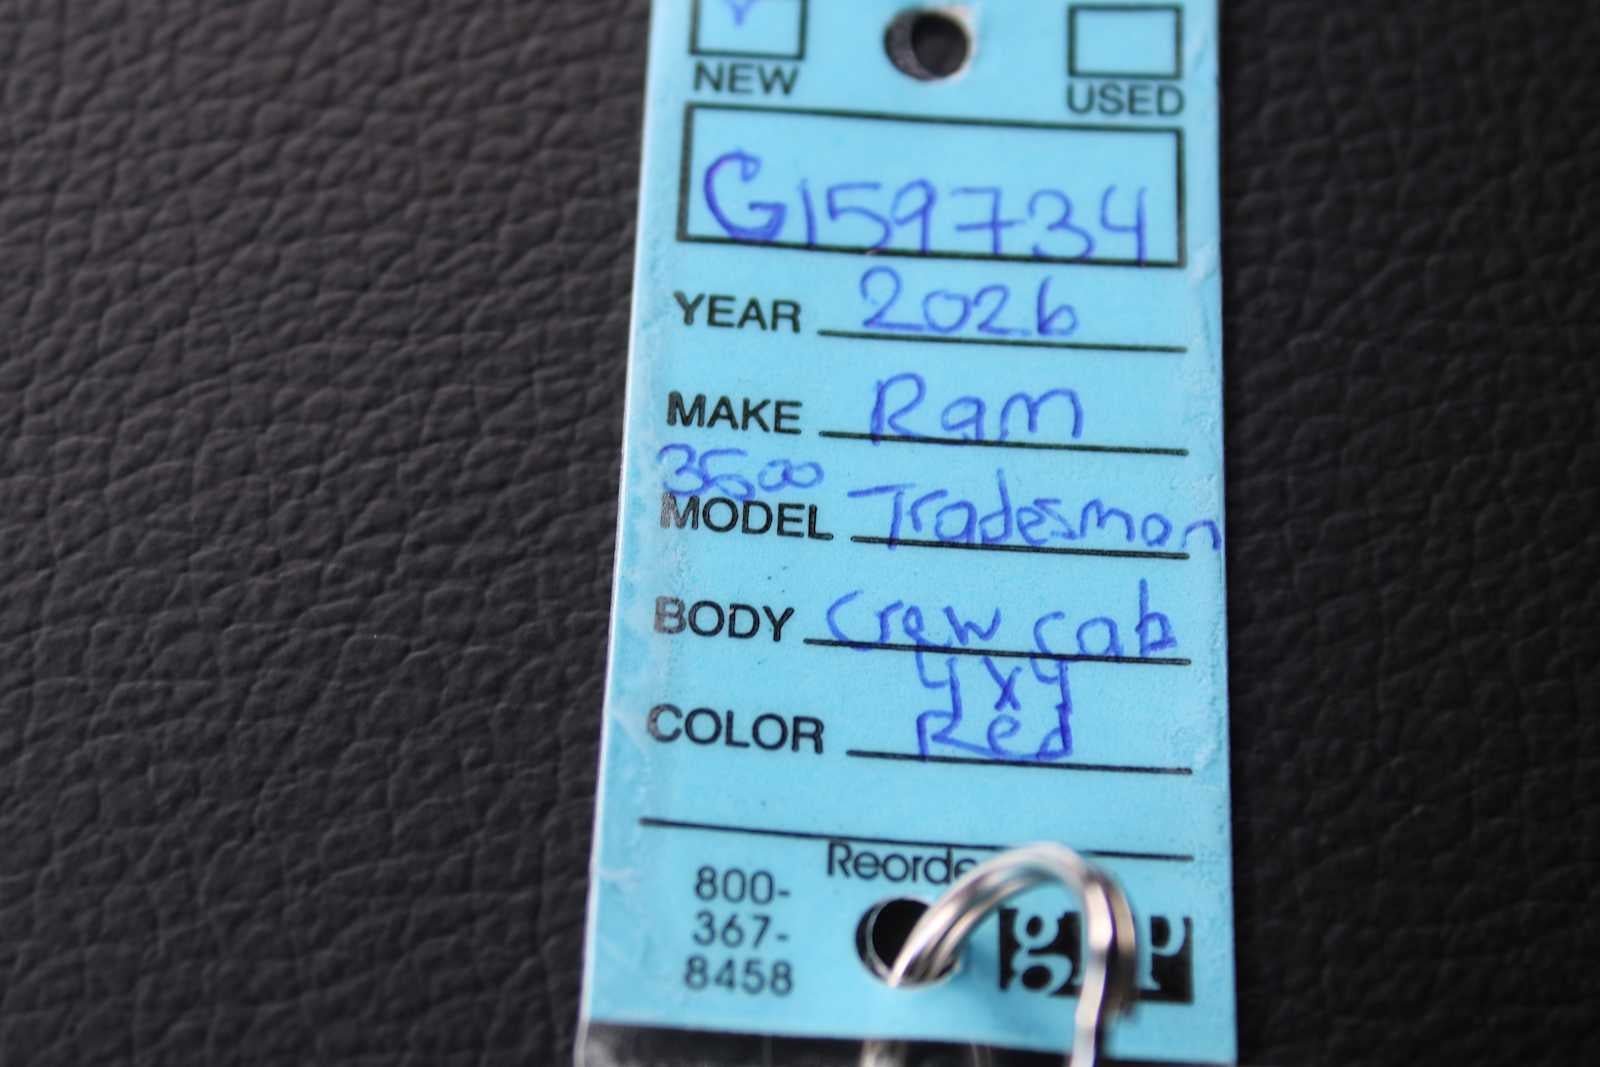 NEW USED
G159734
YEAR 2026
MAKE Ram
3500
MODEL Tradesman
BODY Crew cab
4x4
COLOR Red
800-
367-
8458